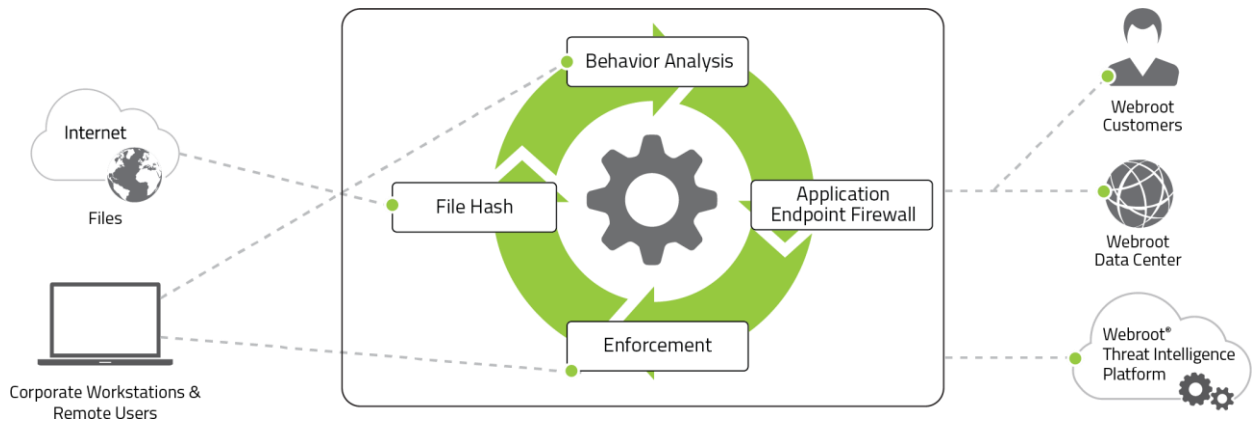 Internet
Files
Corporate Workstations &
Remote Users
Behavior Analysis
File Hash
Application
Endpoint Firewall
Enforcement
Webroot
Customers
Webroot
Data Center
Webroot®
Threat Intelligence
Platform